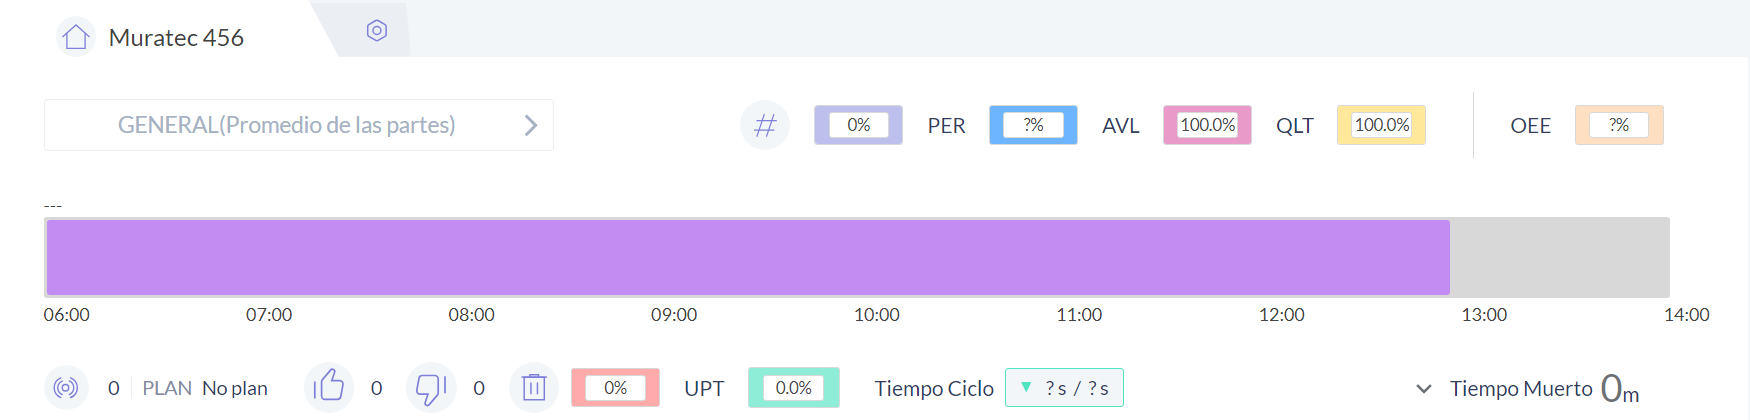 Muratec 456
GENERAL(Promedio de las partes)
# 0% PER ?% AVL 100.0% QLT 100.0% OEE ?%
---
06:00 07:00 08:00 09:00 10:00 11:00 12:00 13:00 14:00
0 PLAN No plan 0 0 0% UPT 0.0% Tiempo Ciclo ▼ ? s / ? s Tiempo Muerto 0m